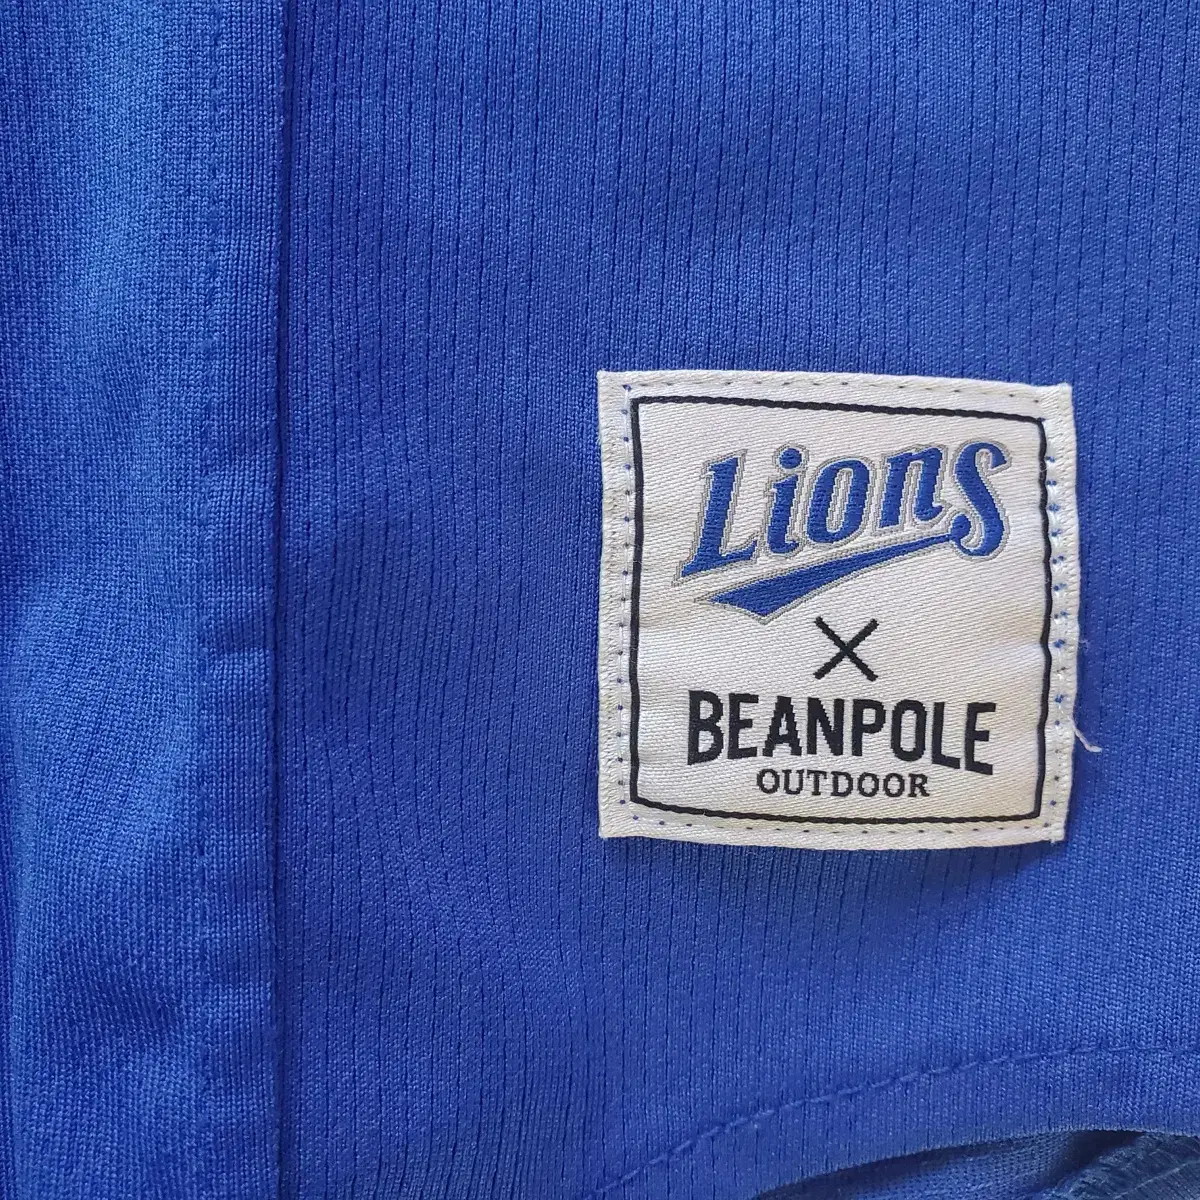 Lions
×
BEANPOLE
OUTDOOR